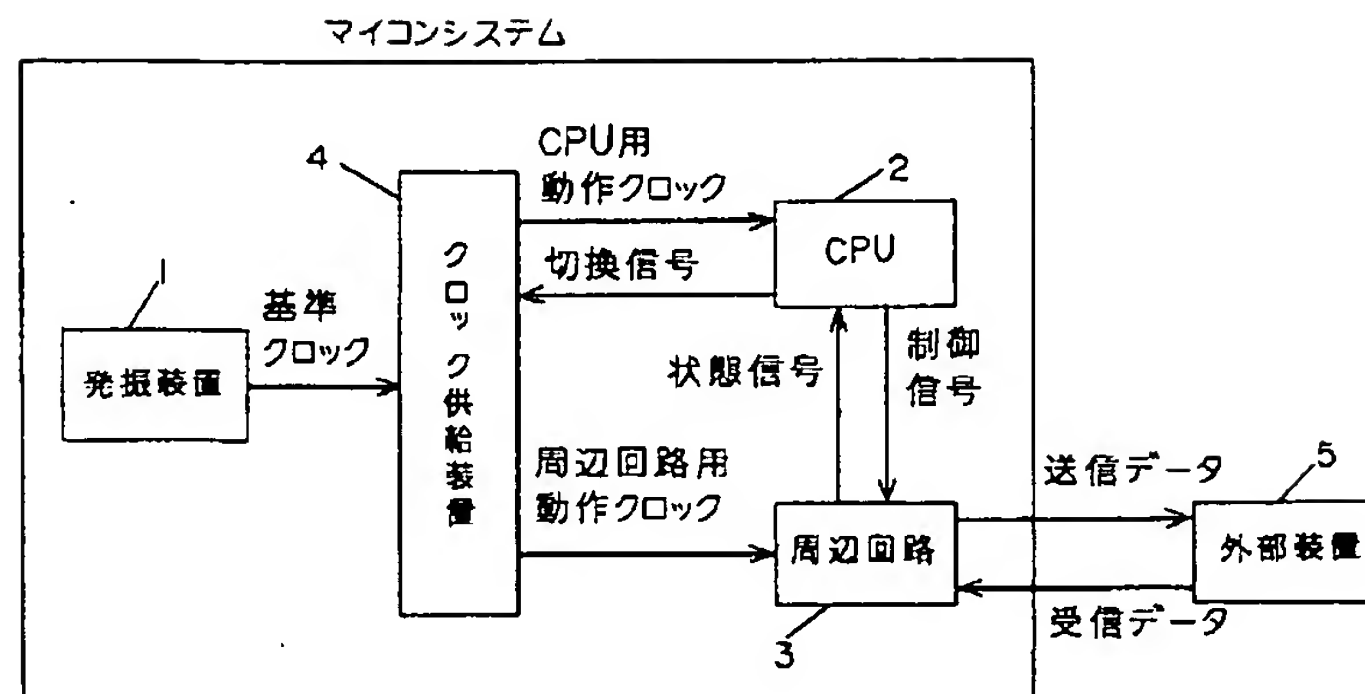 マイコンシステム
4
CPU用
動作クロック
2
CPU
切換信号
1
基準
クロック
発振装置
クロック供給装置
状態信号
制御
信号
周辺回路用
動作クロック
周辺回路
3
送信データ
5
外部装置
受信データ